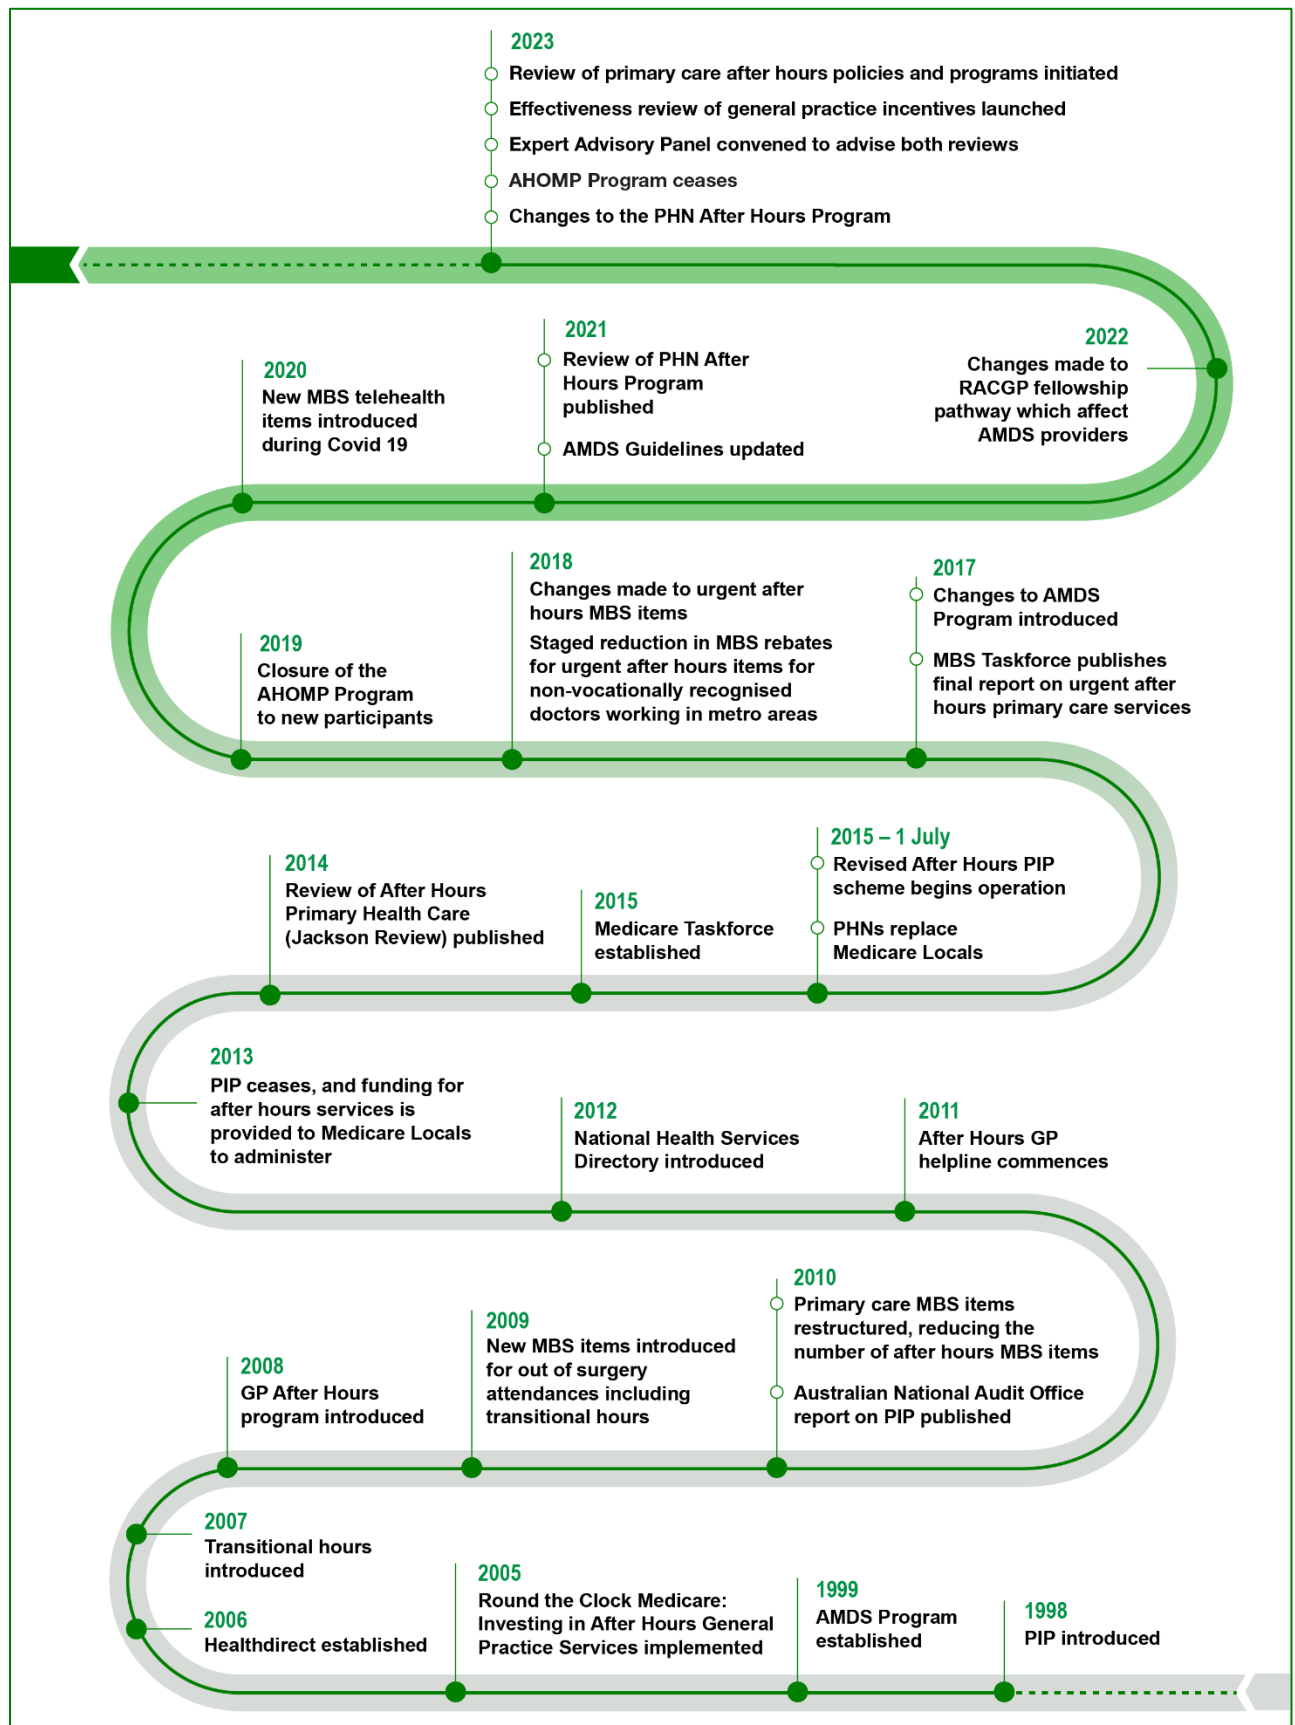 2023
Review of primary care after hours policies and programs initiated
Effectiveness review of general practice incentives launched
Expert Advisory Panel convened to advise both reviews
AHOMP Program ceases
Changes to the PHN After Hours Program
2020
New MBS telehealth
items introduced
during Covid 19
2021
Review of PHN After
Hours Program
published
AMDS Guidelines updated
2022
Changes made to
RACGP fellowship
pathway which affect
AMDS providers
2019
Closure of the
AHOMP Program
to new participants
2018
Changes made to urgent after
hours MBS items
Staged reduction in MBS rebates
for urgent after hours items for
non-vocationally recognised
doctors working in metro areas
2017
Changes to AMDS
Program introduced
MBS Taskforce publishes
final report on urgent after
hours primary care services
2014
Review of After Hours
Primary Health Care
(Jackson Review) published
2015
Medicare Taskforce
established
2015 – 1 July
Revised After Hours PIP
scheme begins operation
PHNs replace
Medicare Locals
2013
PIP ceases, and funding for
after hours services is
provided to Medicare Locals
to administer
2012
National Health Services
Directory introduced
2011
After Hours GP
helpline commences
2008
GP After Hours
program introduced
2009
New MBS items introduced
for out of surgery
attendances including
transitional hours
2010
Primary care MBS items
restructured, reducing the
number of after hours MBS items
Australian National Audit Office
report on PIP published
2007
Transitional hours
introduced
2006
Healthdirect established
2005
Round the Clock Medicare:
Investing in After Hours General
Practice Services implemented
1999
AMDS Program
established
1998
PIP introduced